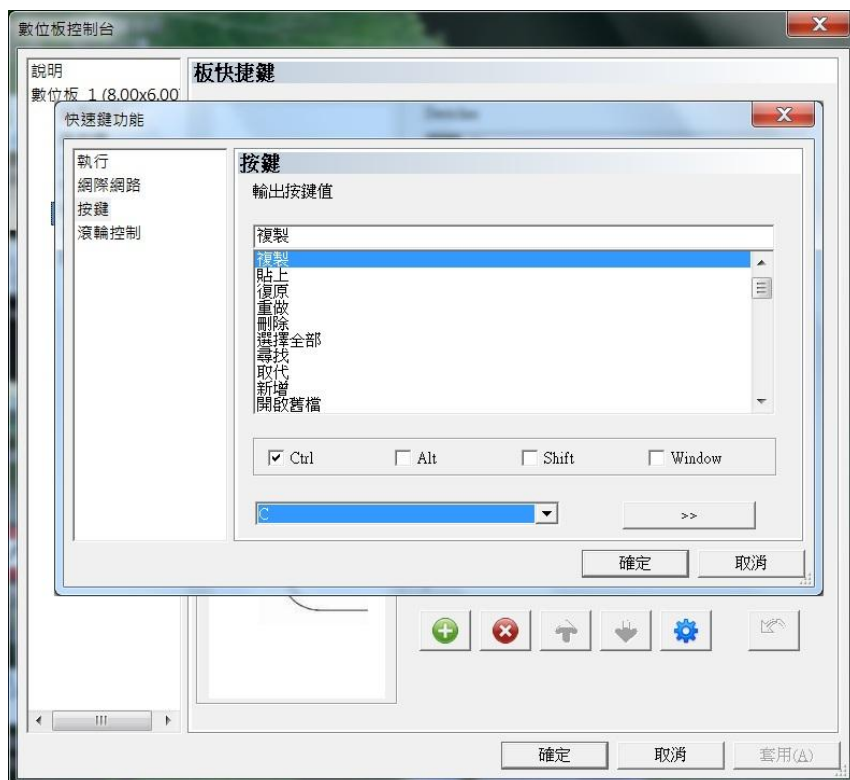 數位板控制台
說明
數位板 1 (8.00x6.00
板快捷鍵
快速鍵功能
執行
網際網路
按鍵
滾輪控制
按鍵
輸出按鍵值
複製
複製
貼上
復原
重做
刪除
選擇全部
尋找
取代
新增
開啟舊檔
Ctrl Alt Shift Window
C >>
確定 取消
確定 取消 套用(A)